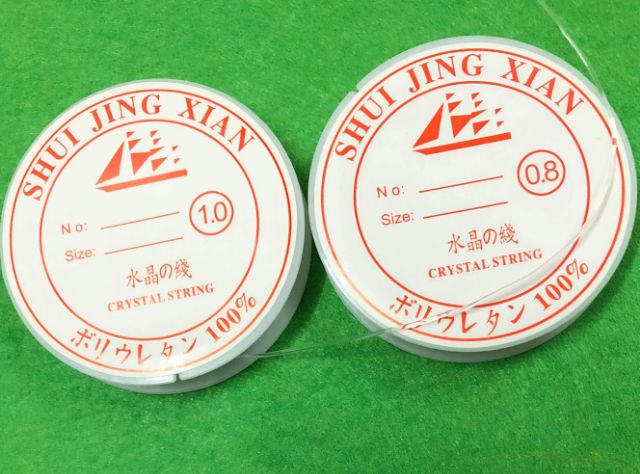 SHUI JING XIAN
No:
1.0
Size:
水晶の綫
CRYSTAL STRING
ポリウレタン 100%
SHUI JING XIAN
No:
0.8
Size:
水晶の綫
CRYSTAL STRING
ポリウレタン 100%